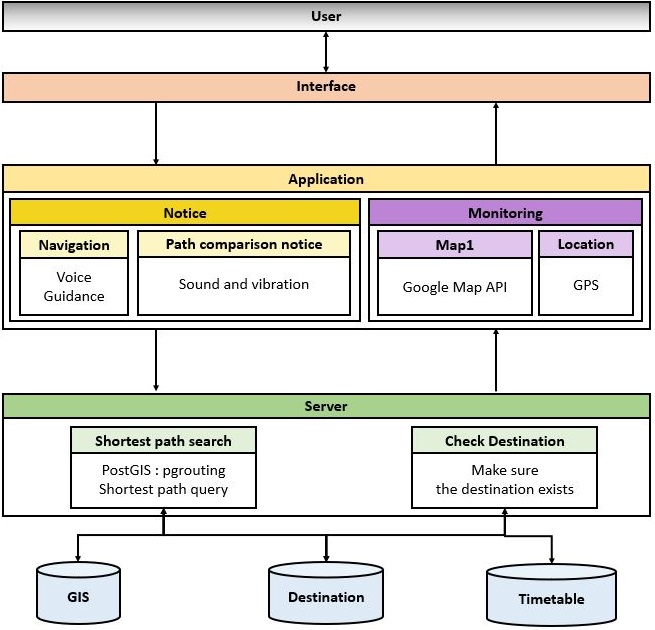 User
Interface
Application
Notice
Monitoring
Navigation
Path comparison notice
Map1
Location
Voice
Guidance
Sound and vibration
Google Map API
GPS
Server
Shortest path search
Check Destination
PostGIS : pgrouting
Shortest path query
Make sure
the destination exists
GIS
Destination
Timetable